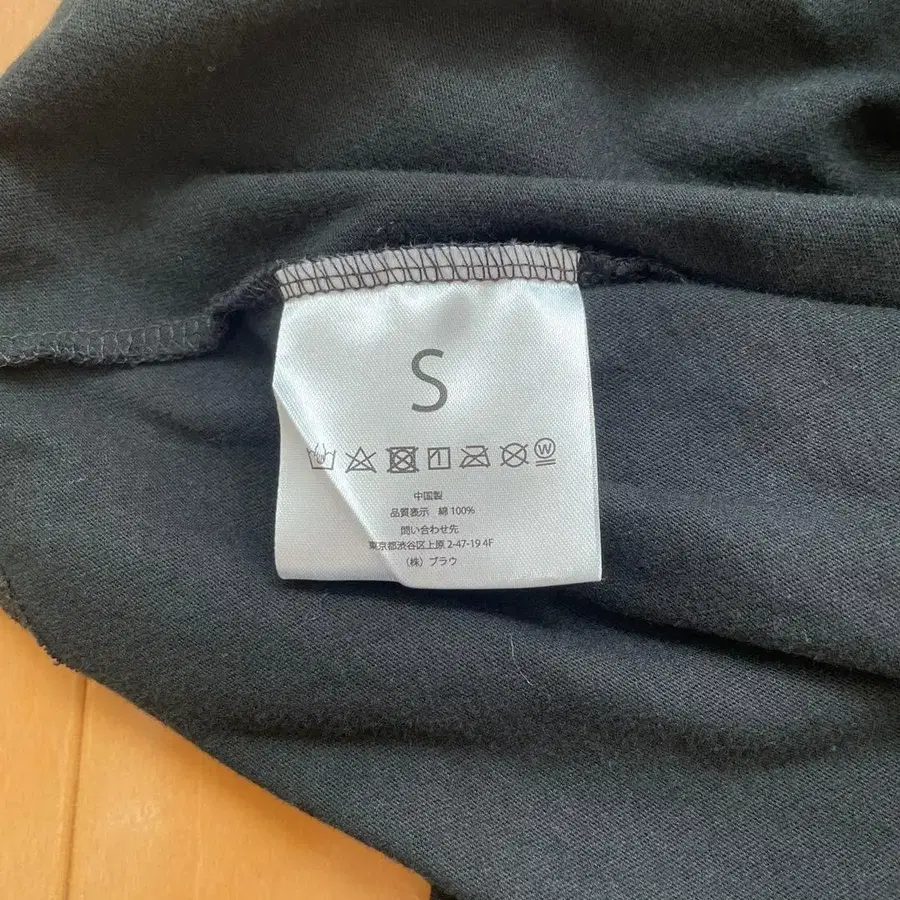 S
W
中国製
品質表示　綿 100%
問い合わせ先
東京都渋谷区上原 2-47-19 4F
（株）ブラウ